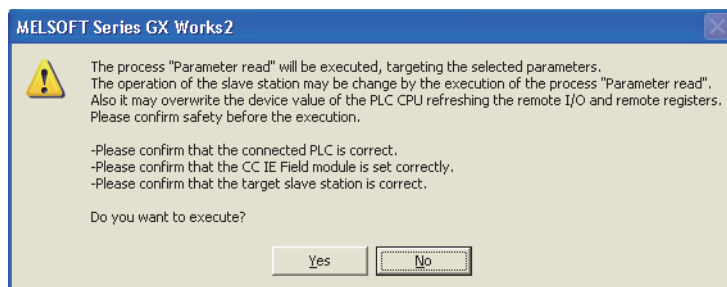 MELSOFT Series GX Works2
The process "Parameter read" will be executed, targeting the selected parameters.
The operation of the slave station may be change by the execution of the process "Parameter read".
Also it may overwrite the device value of the PLC CPU refreshing the remote I/O and remote registers.
Please confirm safety before the execution.
-Please confirm that the connected PLC is correct.
-Please confirm that the CC IE Field module is set correctly.
-Please confirm that the target slave station is correct.
Do you want to execute?
Yes No